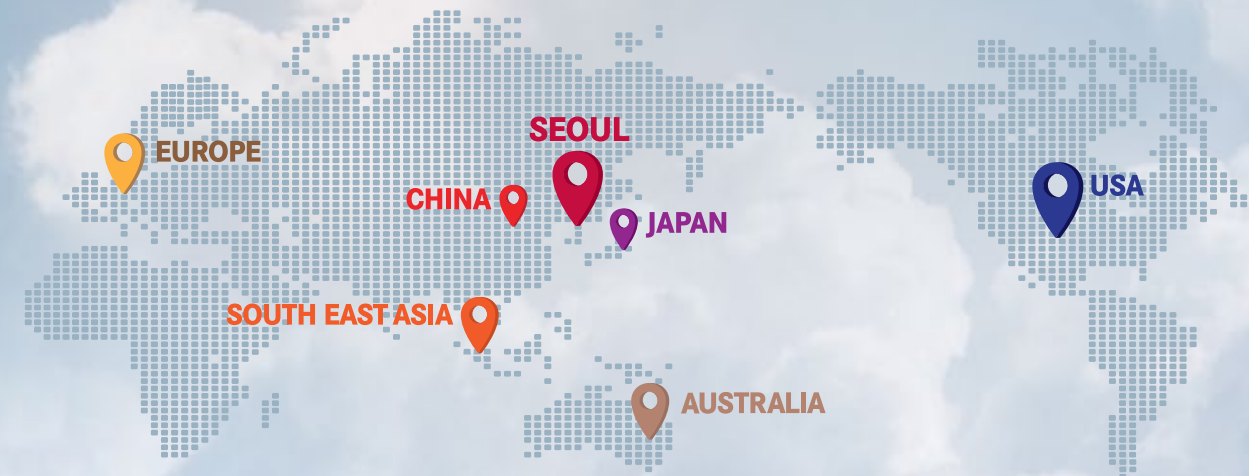 SEOUL
EUROPE
USA
CHINA
JAPAN
SOUTH EAST ASIA
AUSTRALIA